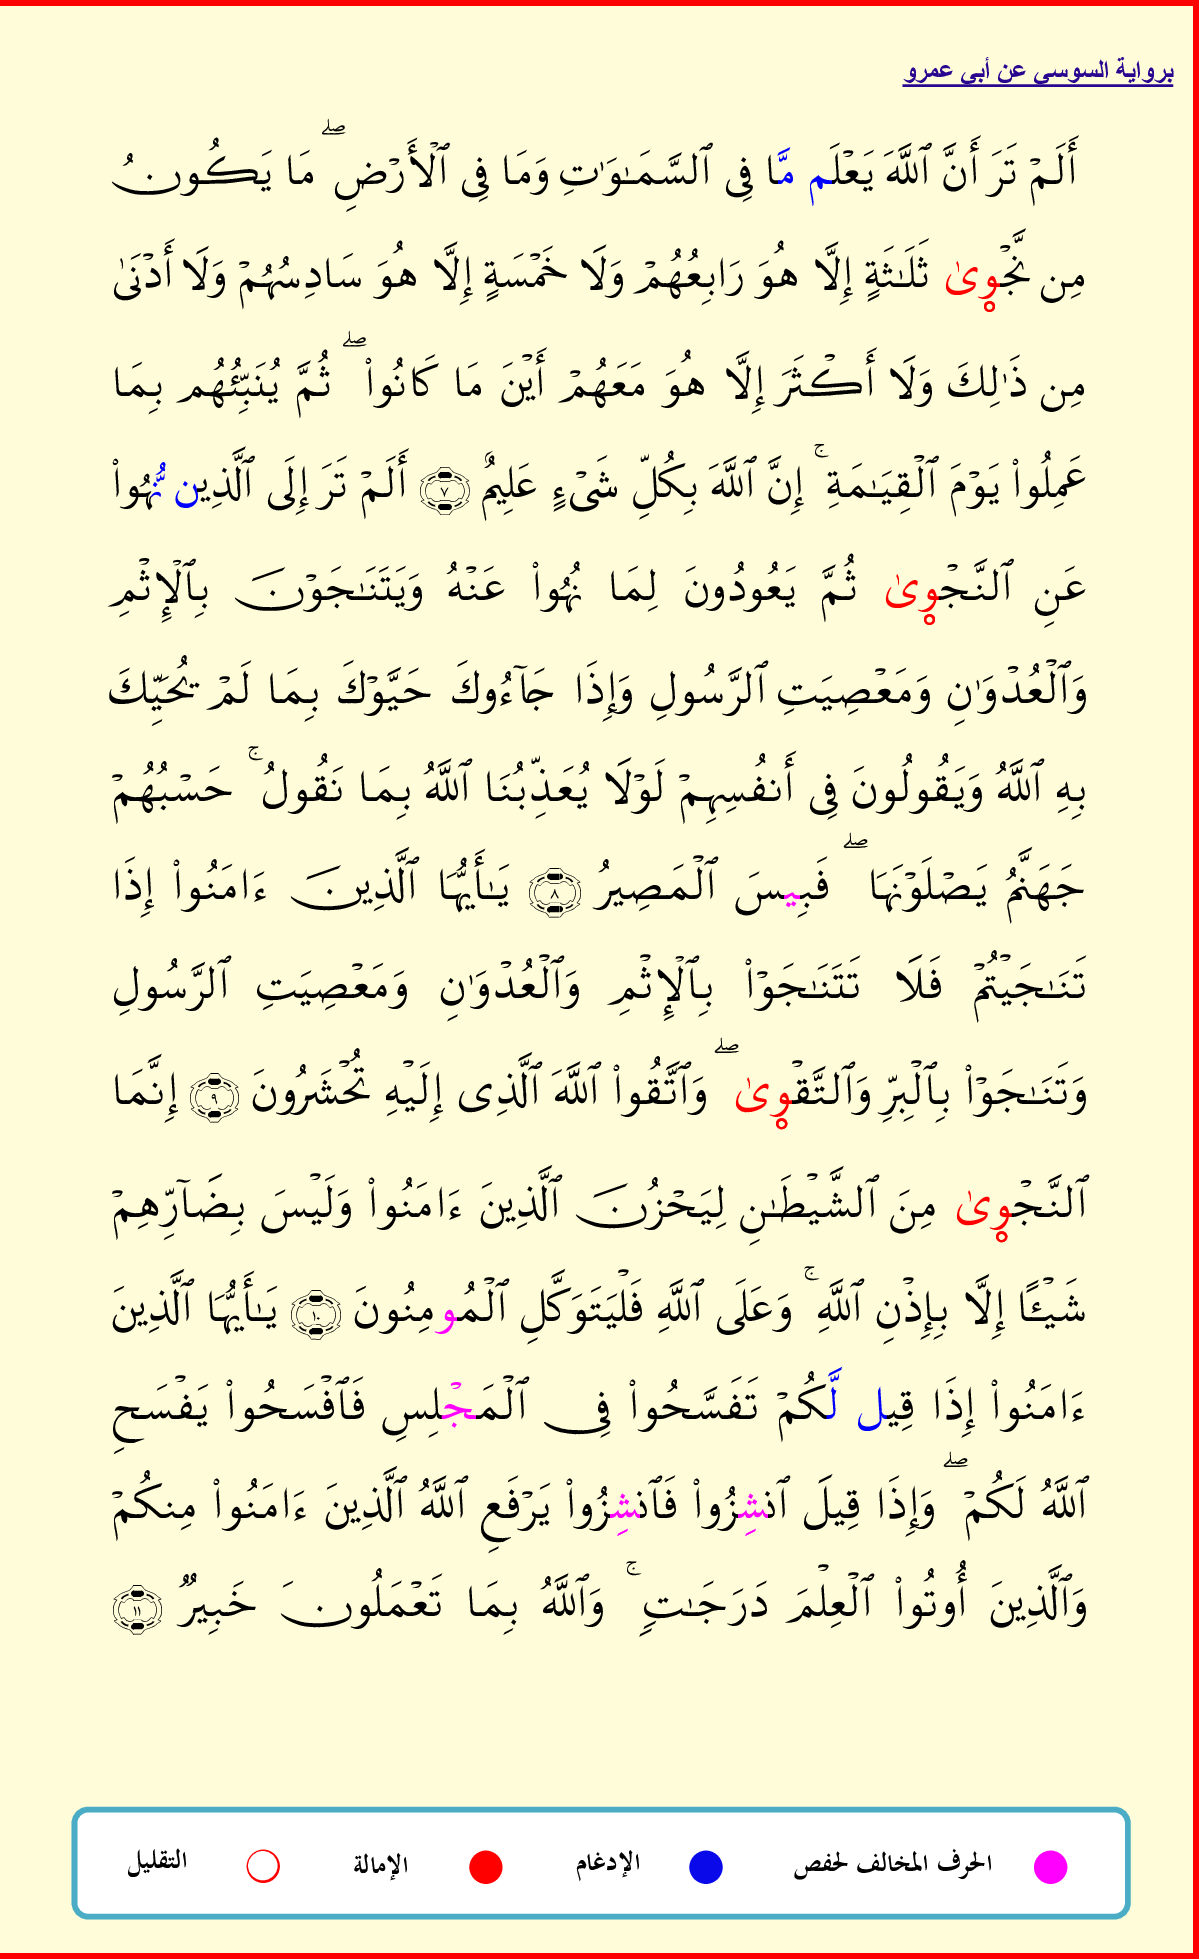 برواية السوسي عن أبي عمرو
أَلَمْ تَرَ أَنَّ ٱللَّهَ يَعْلَم مَّا فِى ٱلسَّمَـٰوَٰتِ وَمَا فِى ٱلْأَرْضِ ۖ مَا يَكُونُ
مِن نَّجْوٜىٰ ثَلَـٰثَةٍ إِلَّا هُوَ رَابِعُهُمْ وَلَا خَمْسَةٍ إِلَّا هُوَ سَادِسُهُمْ وَلَا أَدْنَىٰ
مِن ذَٰلِكَ وَلَا أَكْثَرَ إِلَّا هُوَ مَعَهُمْ أَيْنَ مَا كَانُوا۟ ۖ ثُمَّ يُنَبِّئُهُم بِمَا
عَمِلُوا۟ يَوْمَ ٱلْقِيَـٰمَةِ ۚ إِنَّ ٱللَّهَ بِكُلِّ شَىْءٍ عَلِيمٌ ٧ أَلَمْ تَرَ إِلَى ٱلَّذِين نُّهُوا۟
عَنِ ٱلنَّجْوٜىٰ ثُمَّ يَعُودُونَ لِمَا نُهُوا۟ عَنْهُ وَيَتَنَـٰجَوْنَ بِٱلْإِثْمِ
وَٱلْعُدْوَٰنِ وَمَعْصِيَتِ ٱلرَّسُولِ وَإِذَا جَآءُوكَ حَيَّوْكَ بِمَا لَمْ يُحَيِّكَ
بِهِ ٱللَّهُ وَيَقُولُونَ فِى أَنفُسِهِمْ لَوْلَا يُعَذِّبُنَا ٱللَّهُ بِمَا نَقُولُ ۚ حَسْبُهُمْ
جَهَنَّمُ يَصْلَوْنَهَا ۖ فَبِيسَ ٱلْمَصِيرُ ٨ يَـٰأَيُّهَا ٱلَّذِينَ ءَامَنُوا۟ إِذَا
تَنَـٰجَيْتُمْ فَلَا تَتَنَـٰجَوْا۟ بِٱلْإِثْمِ وَٱلْعُدْوَٰنِ وَمَعْصِيَتِ ٱلرَّسُولِ
وَتَنَـٰجَوْا۟ بِٱلْبِرِّ وَٱلتَّقْوٜىٰ ۖ وَٱتَّقُوا۟ ٱللَّهَ ٱلَّذِى إِلَيْهِ تُحْشَرُونَ ٩ إِنَّمَا
ٱلنَّجْوٜىٰ مِنَ ٱلشَّيْطَـٰنِ لِيَحْزُنَ ٱلَّذِينَ ءَامَنُوا۟ وَلَيْسَ بِضَآرِّهِمْ
شَيْـًٔا إِلَّا بِإِذْنِ ٱللَّهِ ۚ وَعَلَى ٱللَّهِ فَلْيَتَوَكَّلِ ٱلْمُومِنُونَ ١٠ يَـٰأَيُّهَا ٱلَّذِينَ
ءَامَنُوا۟ إِذَا قِيل لَّكُمْ تَفَسَّحُوا۟ فِى ٱلْمَجْلِسِ فَٱفْسَحُوا۟ يَفْسَحِ
ٱللَّهُ لَكُمْ ۖ وَإِذَا قِيلَ ٱنشِزُوا۟ فَٱنشِزُوا۟ يَرْفَعِ ٱللَّهُ ٱلَّذِينَ ءَامَنُوا۟ مِنكُمْ
وَٱلَّذِينَ أُوتُوا۟ ٱلْعِلْمَ دَرَجَـٰتٍ ۚ وَٱللَّهُ بِمَا تَعْمَلُونَ خَبِيرٌ ١١
الحرف المخالف لحفص الإدغام الإمالة التقليل